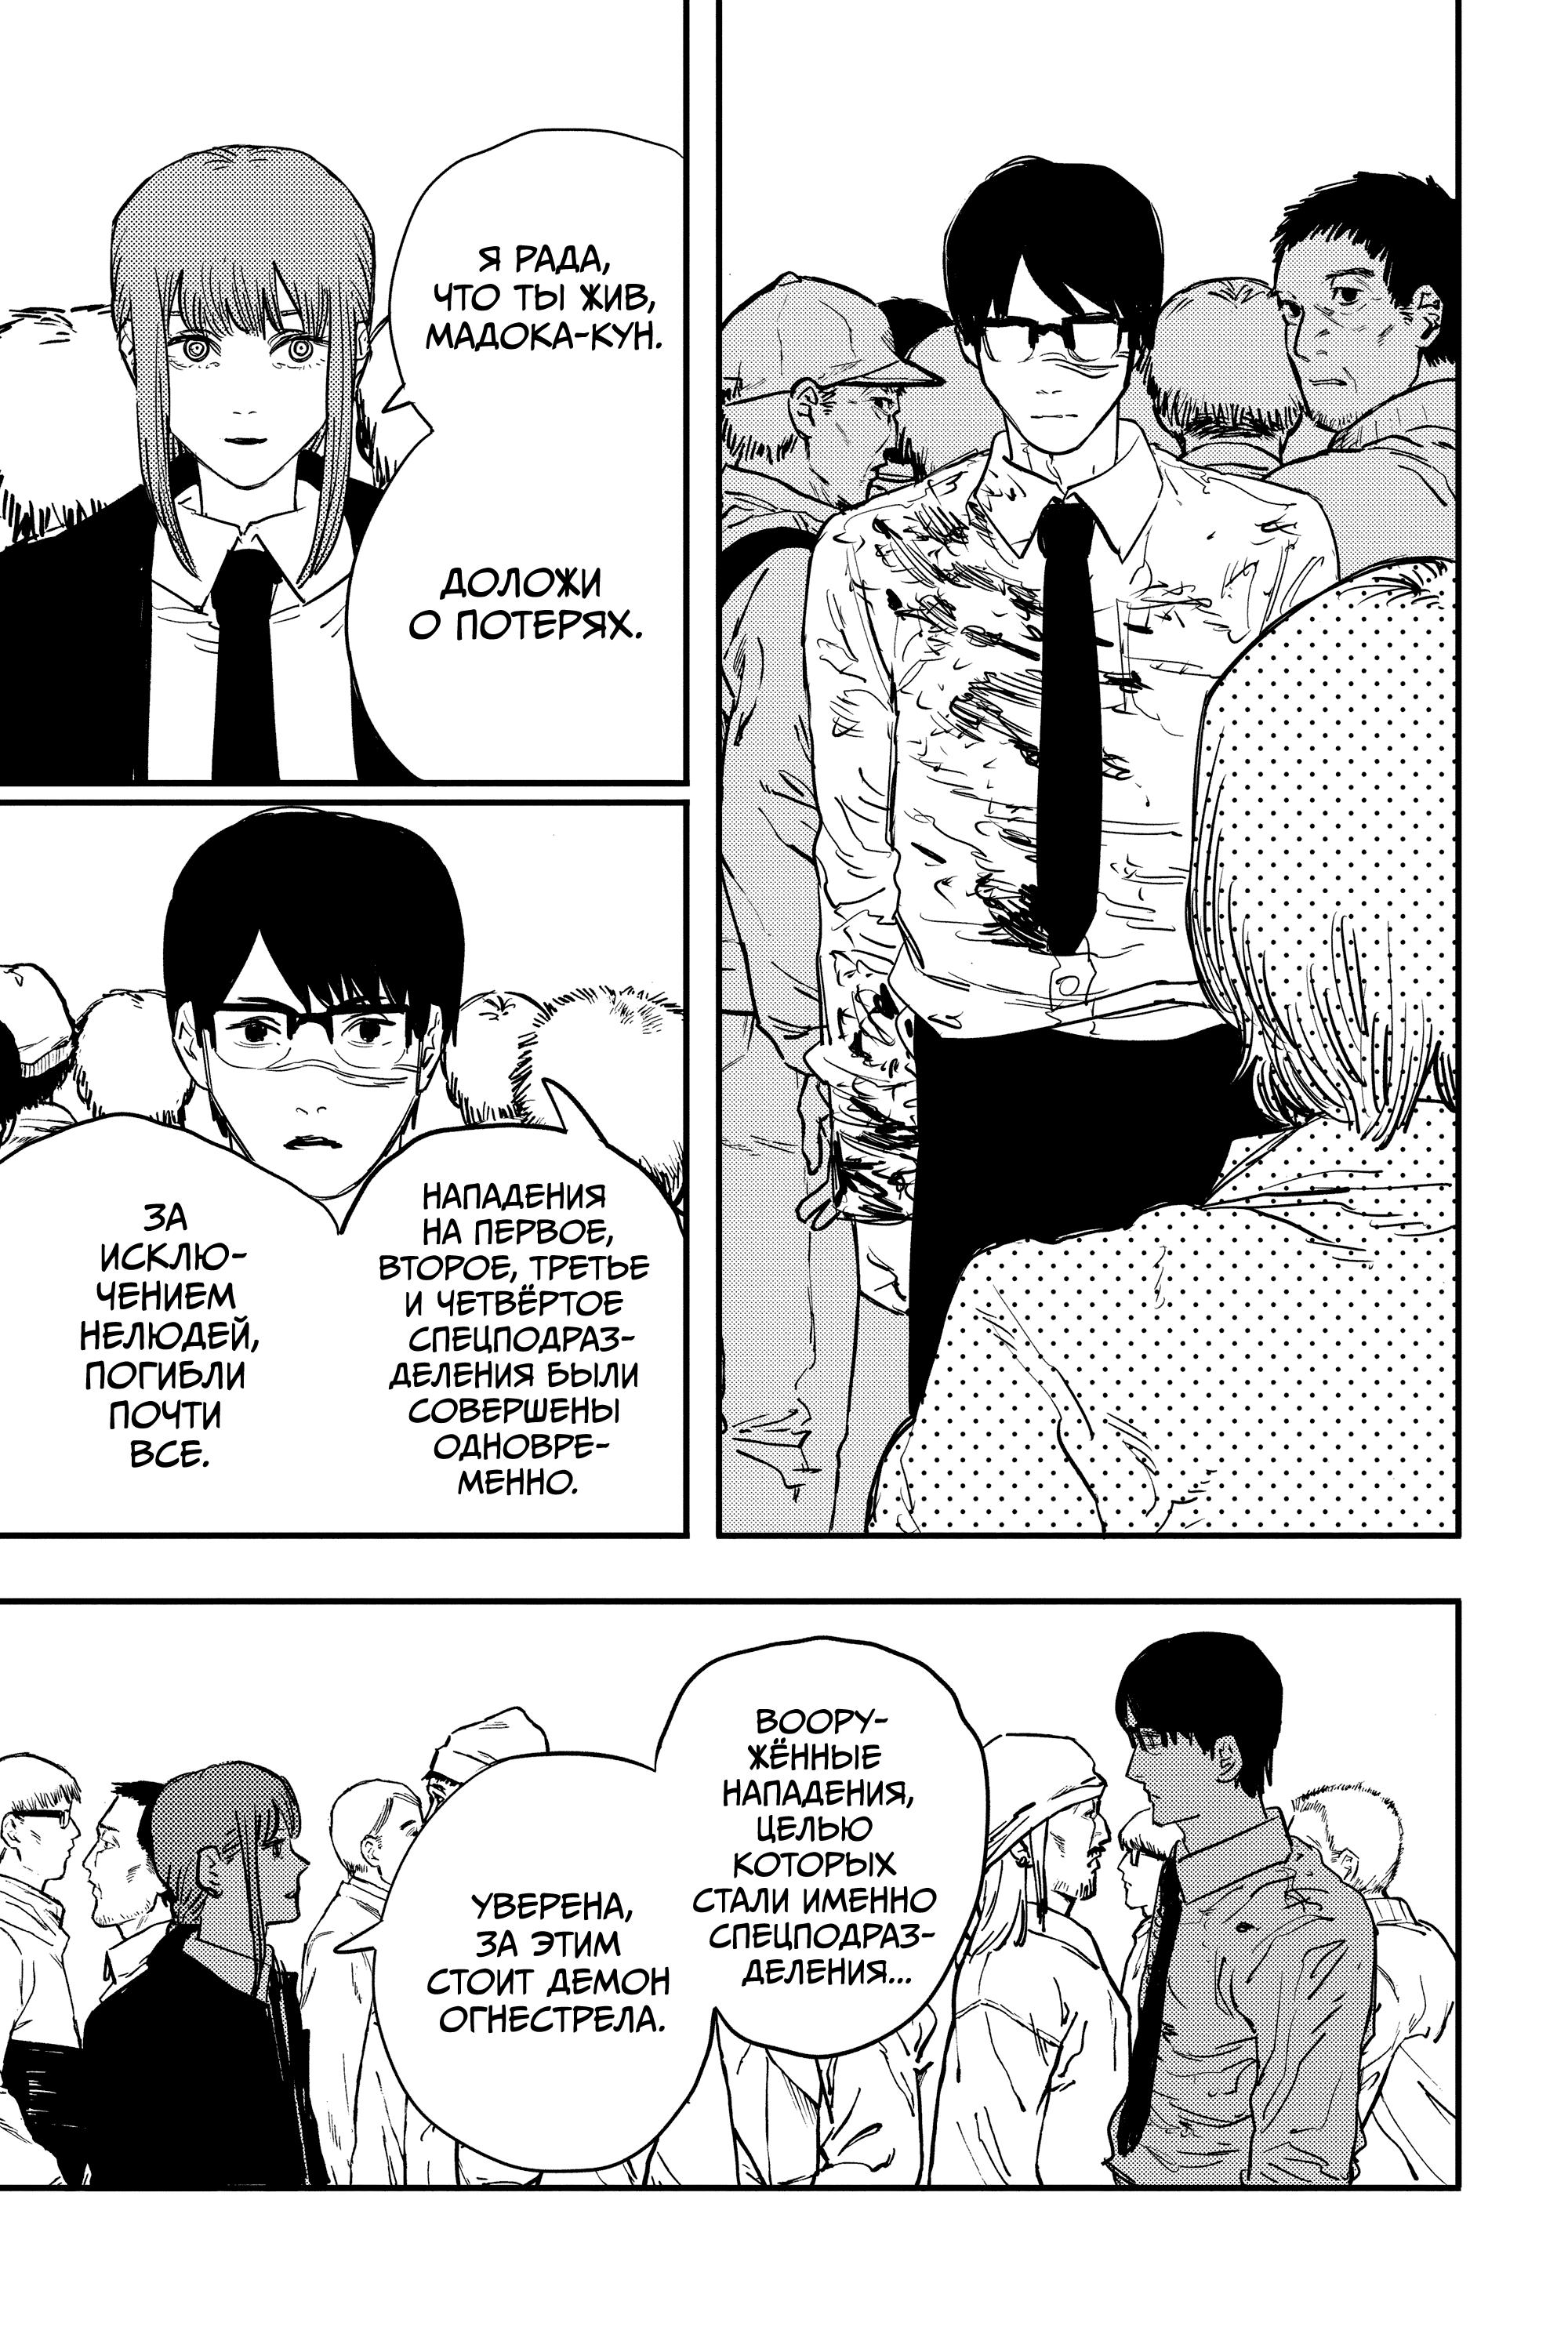 Я РАДА,
ЧТО ТЫ ЖИВ,
МАДОКА-КУН.
ДОЛОЖИ
О ПОТЕРЯХ.
НАПАДЕНИЯ
НА ПЕРВОЕ,
ВТОРОЕ, ТРЕТЬЕ
И ЧЕТВЁРТОЕ
СПЕЦПОДРАЗ-
ДЕЛЕНИЯ БЫЛИ
СОВЕРШЕНЫ
ОДНОВРЕ-
МЕННО.
ЗА
ИСКЛЮ-
ЧЕНИЕМ
НЕЛЮДЕЙ,
ПОГИБЛИ
ПОЧТИ
ВСЕ.
ВООРУ-
ЖЁННЫЕ
НАПАДЕНИЯ,
ЦЕЛЬЮ
КОТОРЫХ
СТАЛИ ИМЕННО
СПЕЦПОДРАЗ-
ДЕЛЕНИЯ...
УВЕРЕНА,
ЗА ЭТИМ
СТОИТ ДЕМОН
ОГНЕСТРЕЛА.